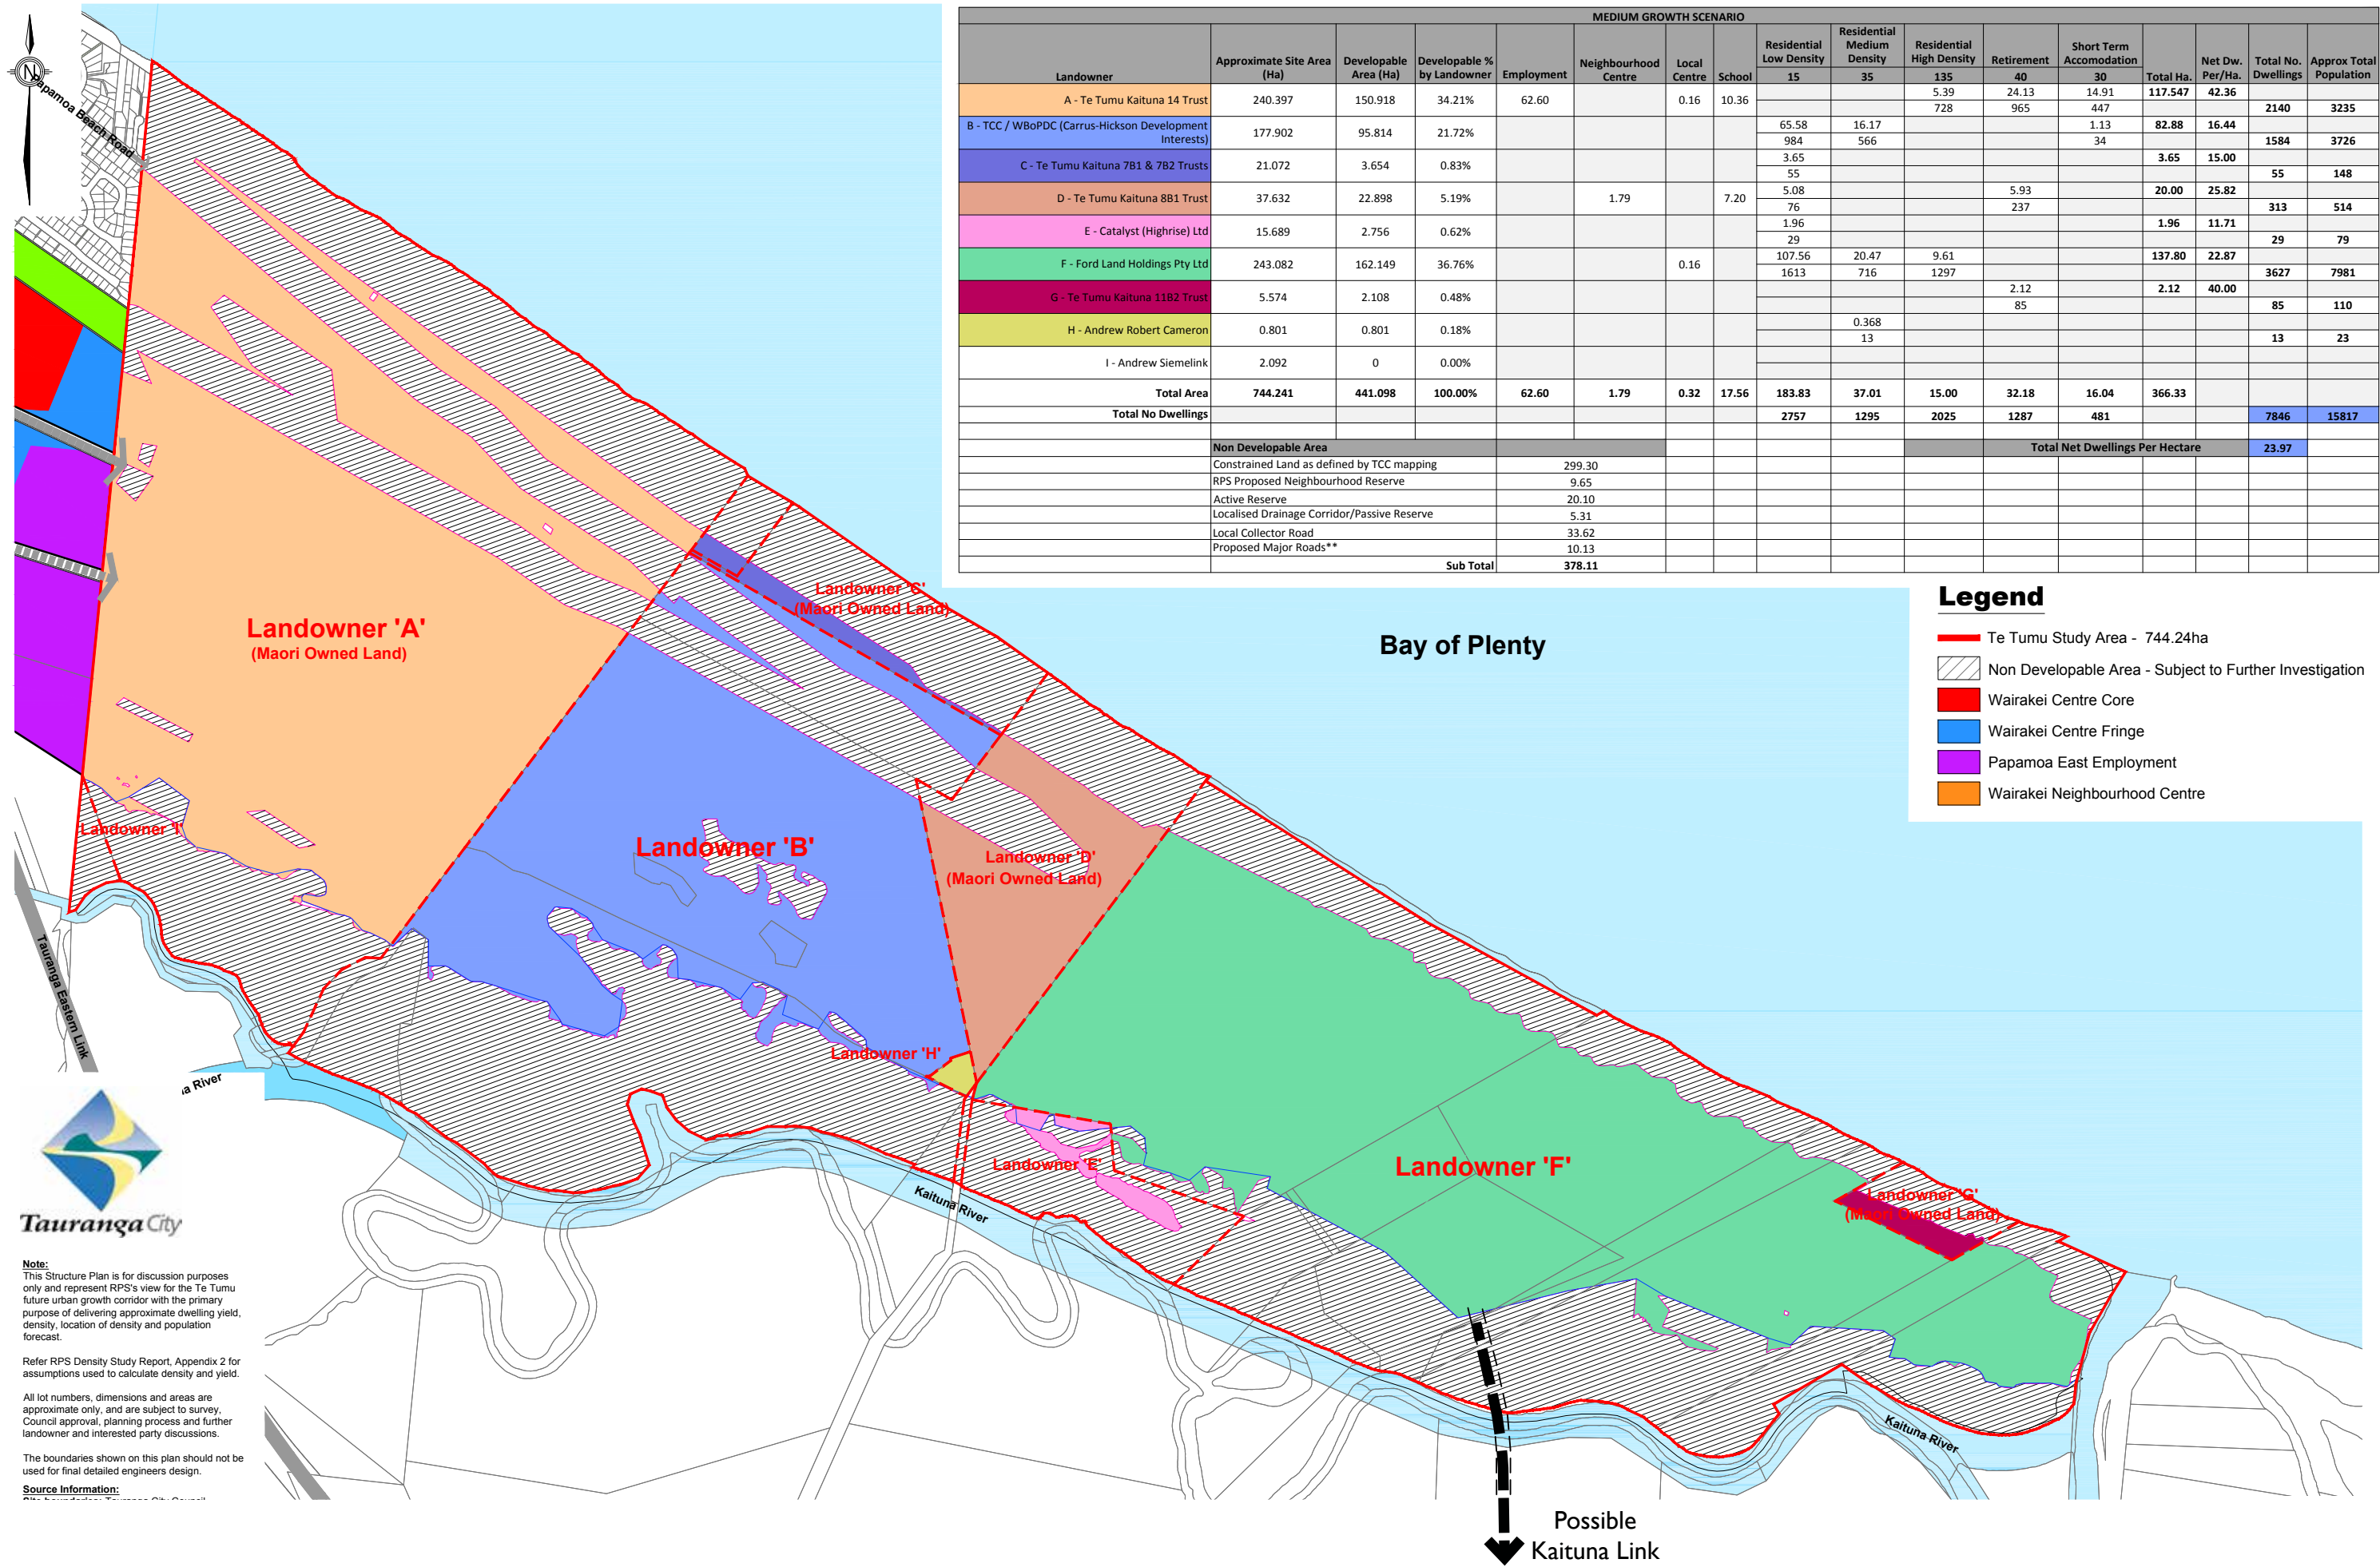 MEDIUM GROWTH SCENARIO
Landowner Approximate Site Area (Ha) Developable Area (Ha) Developable % by Landowner Employment Neighbourhood Centre Local Centre School Residential Low Density Residential Medium Density Residential High Density Retirement Short Term Accomodation Total Ha. Net Dw. Per/Ha. Total No. Dwellings Approx Total Population
15 35 135 40 30
A - Te Tumu Kaituna 14 Trust 240.397 150.918 34.21% 62.60 0.16 10.36 5.39 24.13 14.91 117.547 42.36
728 965 447 2140 3235
B - TCC / WBoPDC (Carrus-Hickson Development Interests) 177.902 95.814 21.72% 65.58 16.17 1.13 82.88 16.44
984 566 34 1584 3726
C - Te Tumu Kaituna 7B1 & 7B2 Trusts 21.072 3.654 0.83% 3.65 3.65 15.00
55 55 148
D - Te Tumu Kaituna 8B1 Trust 37.632 22.898 5.19% 1.79 7.20 5.08 5.93 20.00 25.82
76 237 313 514
E - Catalyst (Highrise) Ltd 15.689 2.756 0.62% 1.96 1.96 11.71
29 29 79
F - Ford Land Holdings Pty Ltd 243.082 162.149 36.76% 0.16 107.56 20.47 9.61 137.80 22.87
1613 716 1297 3627 7981
G - Te Tumu Kaituna 11B2 Trust 5.574 2.108 0.48% 2.12 2.12 40.00
85 85 110
H - Andrew Robert Cameron 0.801 0.801 0.18% 0.368
13 13 23
I - Andrew Siemelink 2.092 0 0.00%
Total Area 744.241 441.098 100.00% 62.60 1.79 0.32 17.56 183.83 37.01 15.00 32.18 16.04 366.33
Total No Dwellings 2757 1295 2025 1287 481 7846 15817
Non Developable Area Total Net Dwellings Per Hectare 23.97
Constrained Land as defined by TCC mapping 299.30
RPS Proposed Neighbourhood Reserve 9.65
Active Reserve 20.10
Localised Drainage Corridor/Passive Reserve 5.31
Local Collector Road 33.62
Proposed Major Roads** 10.13
Sub Total 378.11
N
Papamoa Beach Road
Landowner 'A'
(Maori Owned Land)
Landowner 'C'
(Maori Owned Land)
Bay of Plenty
Legend
Te Tumu Study Area - 744.24ha
Non Developable Area - Subject to Further Investigation
Wairakei Centre Core
Wairakei Centre Fringe
Papamoa East Employment
Wairakei Neighbourhood Centre
Landowner 'I'
Landowner 'B'
Landowner 'D'
(Maori Owned Land)
Tauranga Eastern Link
Landowner 'H'
a River
Landowner 'E'
Landowner 'F'
Kaituna River
Landowner 'G'
(Maori Owned Land)
Kaituna River
Tauranga City
Note:
This Structure Plan is for discussion purposes
only and represent RPS's view for the Te Tumu
future urban growth corridor with the primary
purpose of delivering approximate dwelling yield,
density, location of density and population
forecast.
Refer RPS Density Study Report, Appendix 2 for
assumptions used to calculate density and yield.
All lot numbers, dimensions and areas are
approximate only, and are subject to survey,
Council approval, planning process and further
landowner and interested party discussions.
The boundaries shown on this plan should not be
used for final detailed engineers design.
Source Information:
Site boundaries: Tauranga City Council
Possible
Kaituna Link